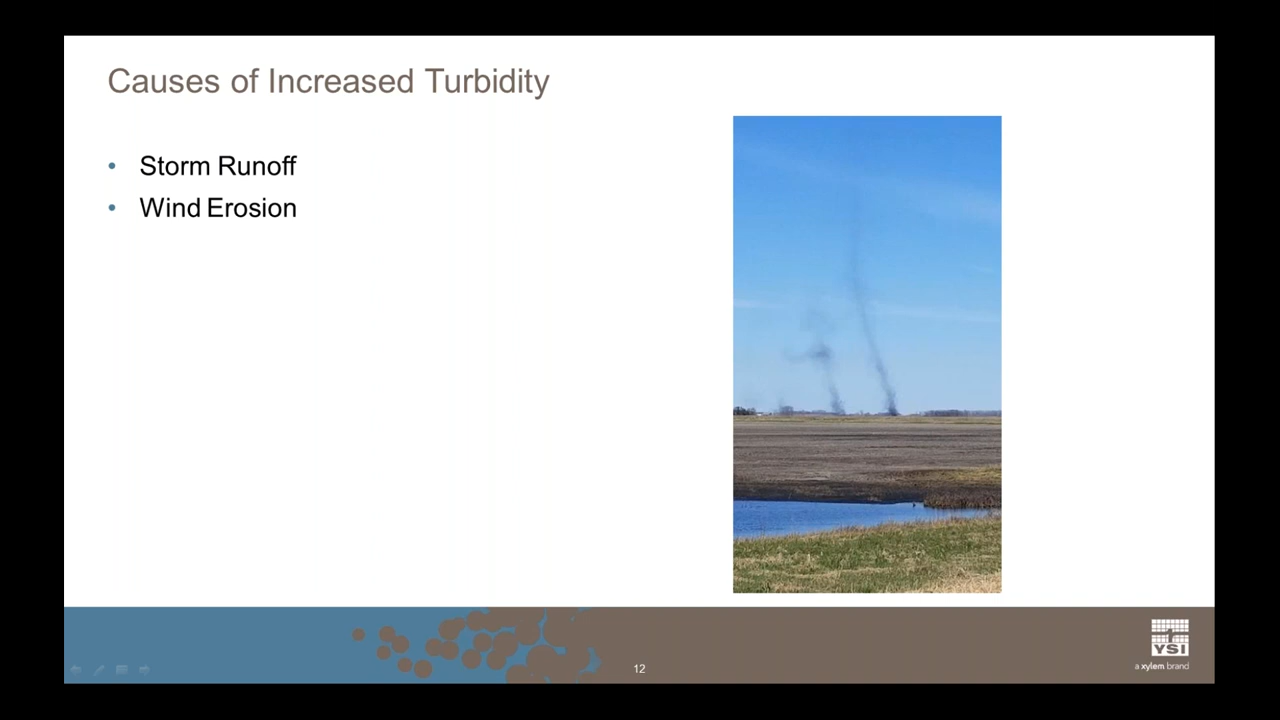 Causes of Increased Turbidity
• Storm Runoff
• Wind Erosion
12
YSI
a xylem brand